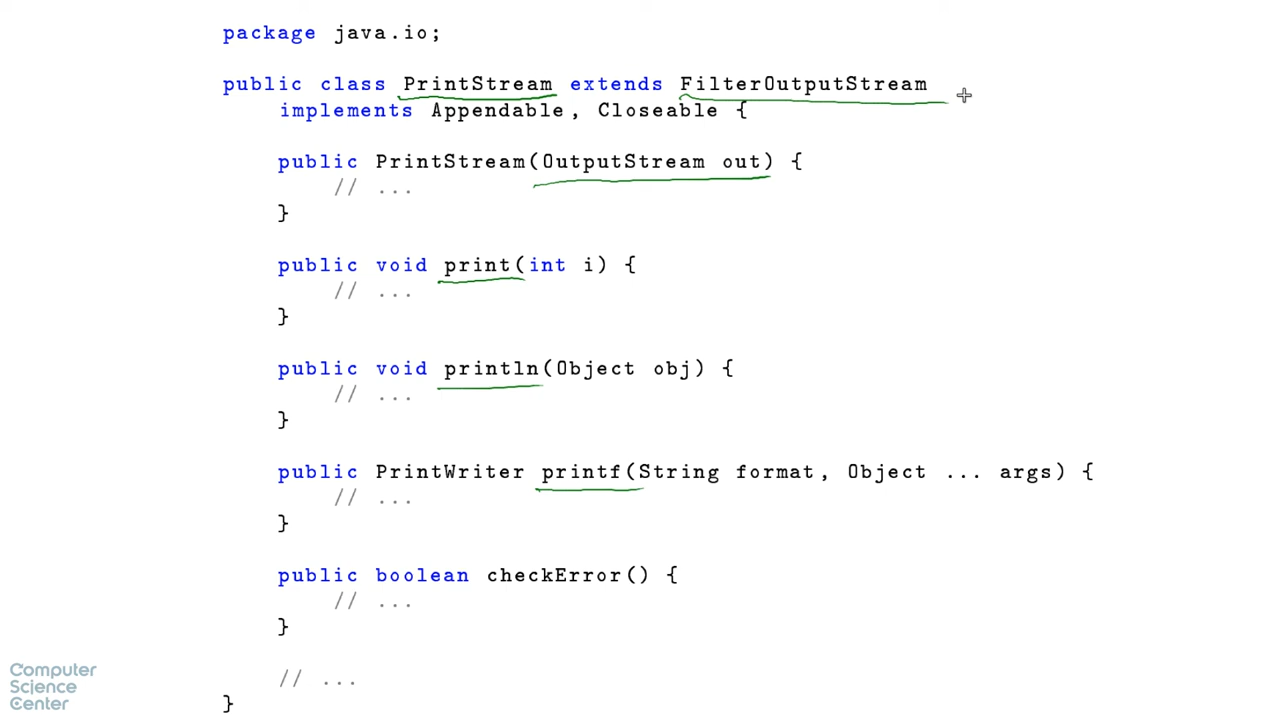 package java.io;
public class PrintStream extends FilterOutputStream
implements Appendable, Closeable {
public PrintStream(OutputStream out) {
// ...
}
public void print(int i) {
// ...
}
public void println(Object obj) {
// ...
}
public PrintWriter printf(String format, Object ... args) {
// ...
}
public boolean checkError() {
// ...
}
// ...
}
Computer
Science
Center